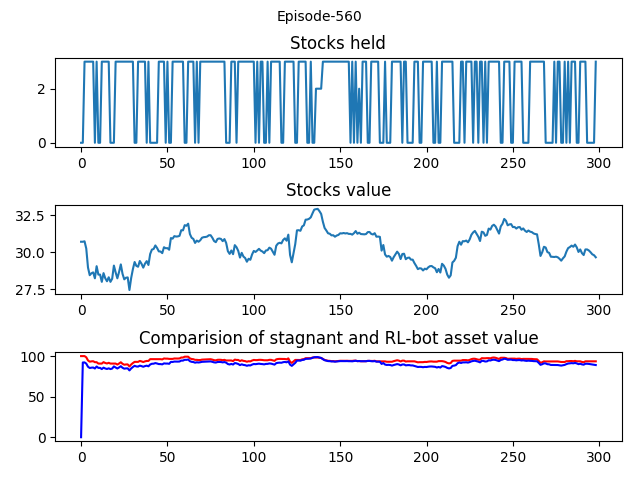 Episode-560
Stocks held
2
0
0 50 100 150 200 250 300
Stocks value
32.5
30.0
27.5
0 50 100 150 200 250 300
Comparision of stagnant and RL-bot asset value
100
50
0
0 50 100 150 200 250 300